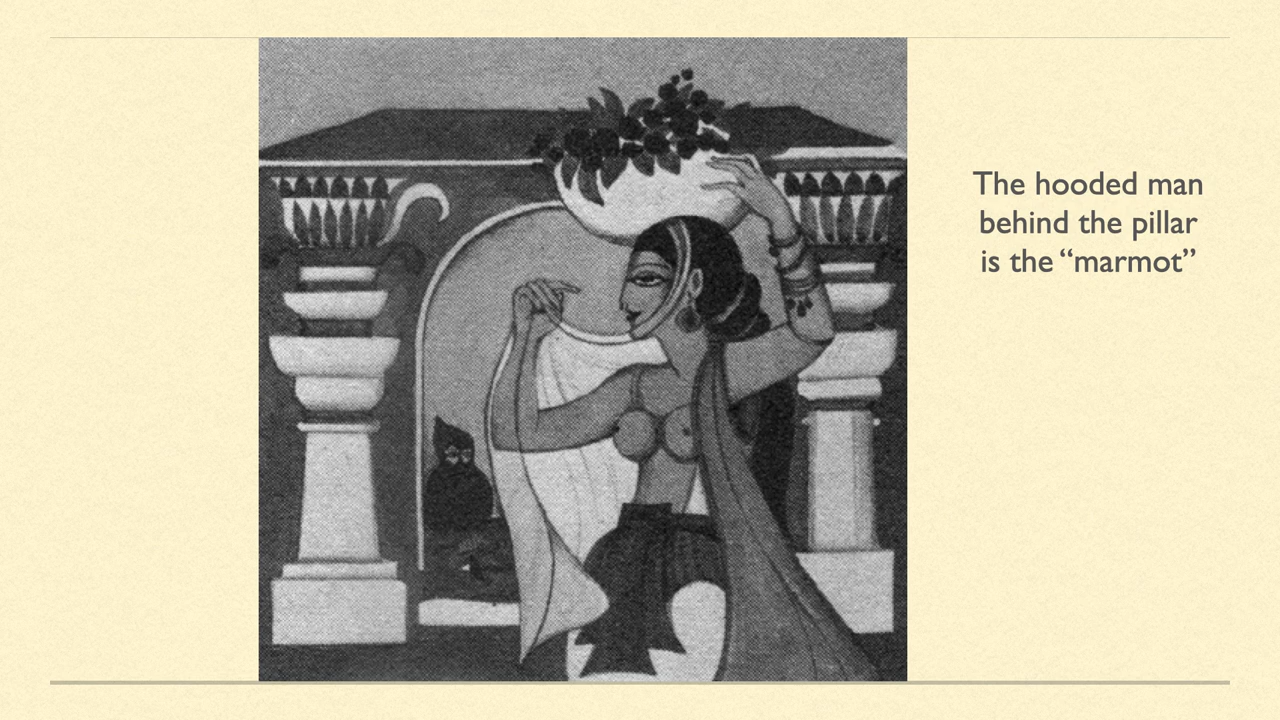 The hooded man
behind the pillar
is the “marmot”